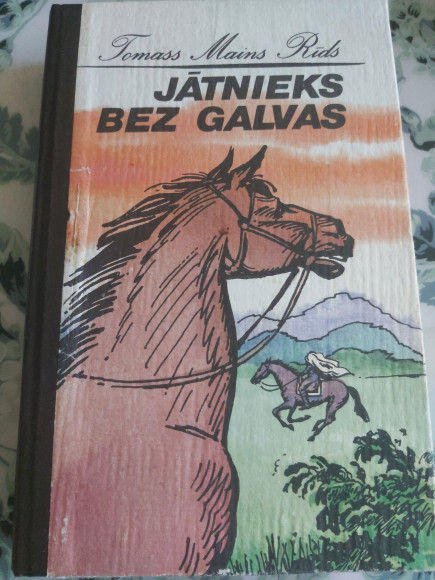 Tomass Mains Rīds
JĀTNIEKS
BEZ GALVAS